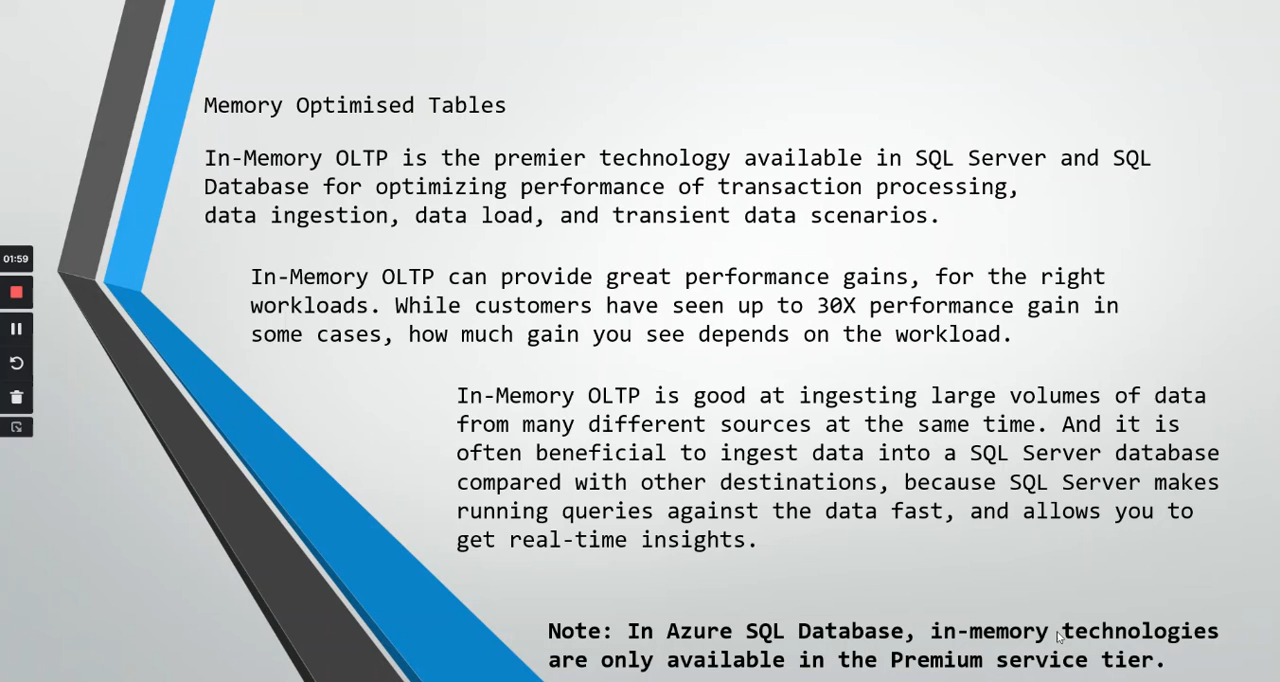 Memory Optimised Tables
In-Memory OLTP is the premier technology available in SQL Server and SQL
Database for optimizing performance of transaction processing,
data ingestion, data load, and transient data scenarios.
01:59
In-Memory OLTP can provide great performance gains, for the right
workloads. While customers have seen up to 30X performance gain in
some cases, how much gain you see depends on the workload.
In-Memory OLTP is good at ingesting large volumes of data
from many different sources at the same time. And it is
often beneficial to ingest data into a SQL Server database
compared with other destinations, because SQL Server makes
running queries against the data fast, and allows you to
get real-time insights.
Note: In Azure SQL Database, in-memory technologies
are only available in the Premium service tier.